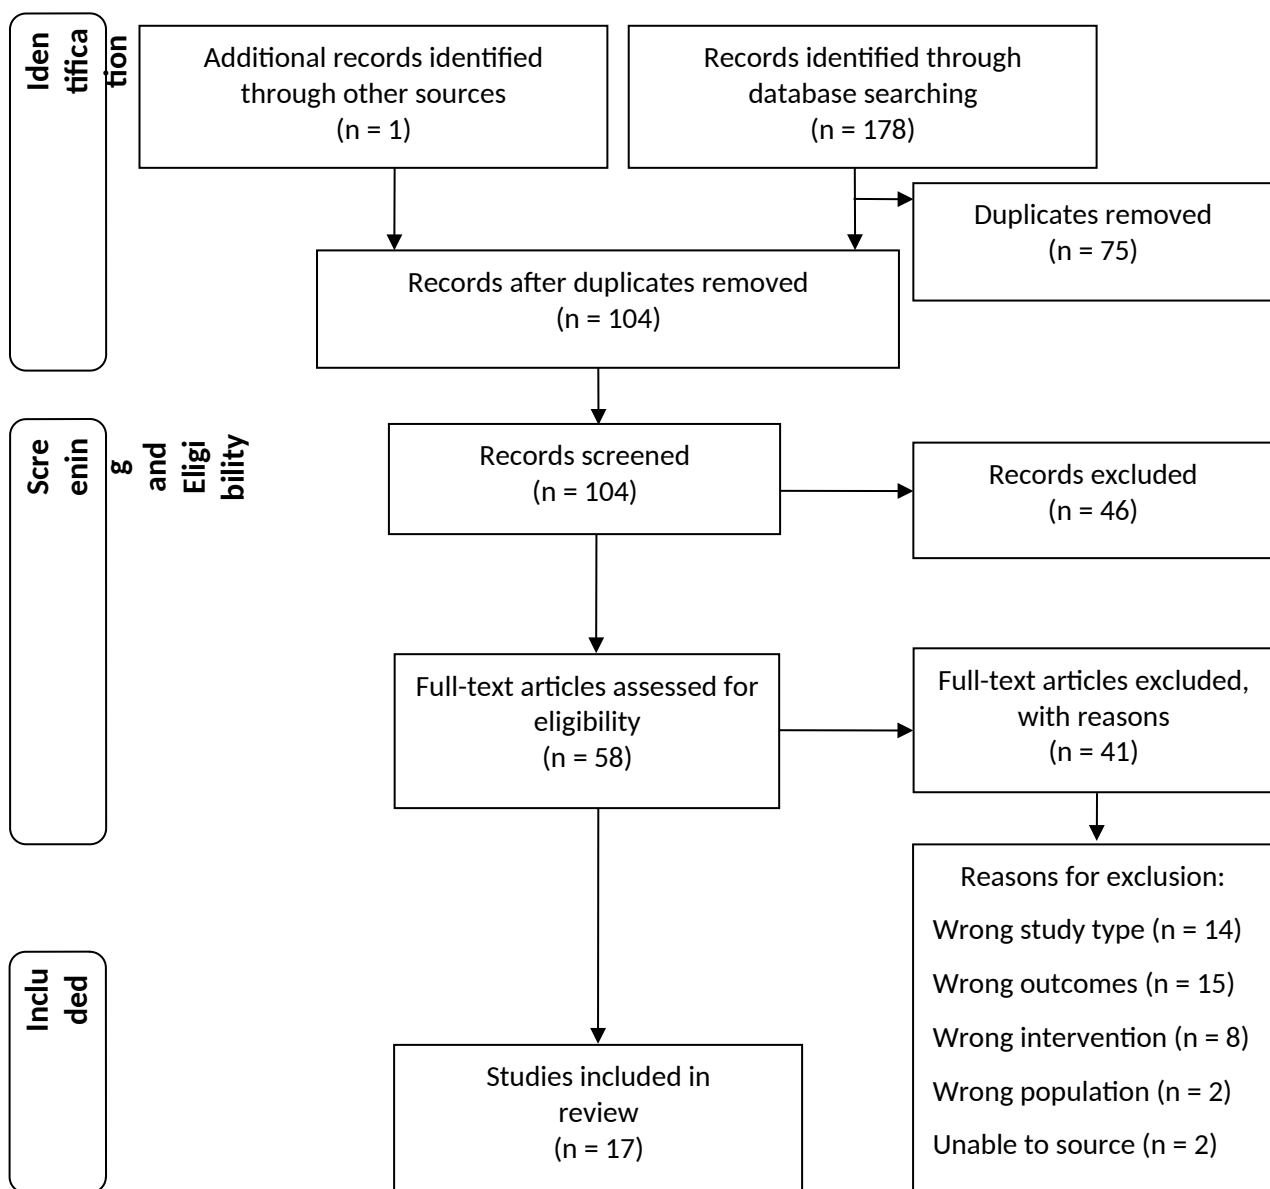 Iden
tifica
tion
Additional records identified
through other sources
(n = 1)
Records identified through
database searching
(n = 178)
Duplicates removed
(n = 75)
Records after duplicates removed
(n = 104)
Scre
enin
g
and
Eligi
bility
Records screened
(n = 104)
Records excluded
(n = 46)
Full-text articles assessed for
eligibility
(n = 58)
Full-text articles excluded,
with reasons
(n = 41)
Reasons for exclusion:
Wrong study type (n = 14)
Wrong outcomes (n = 15)
Wrong intervention (n = 8)
Wrong population (n = 2)
Unable to source (n = 2)
Inclu
ded
Studies included in
review
(n = 17)